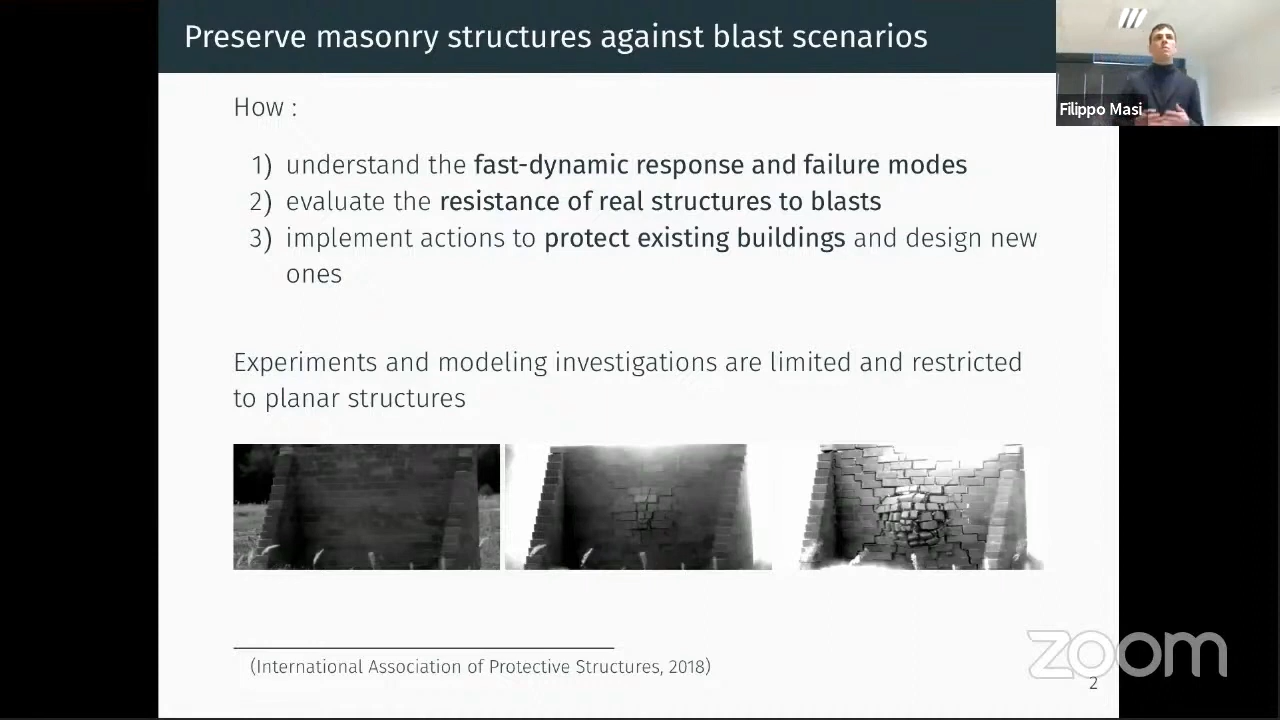 Preserve masonry structures against blast scenarios
Filippo Masi
How :
1) understand the fast-dynamic response and failure modes
2) evaluate the resistance of real structures to blasts
3) implement actions to protect existing buildings and design new
ones
Experiments and modeling investigations are limited and restricted
to planar structures
(International Association of Protective Structures, 2018)
zoom
2